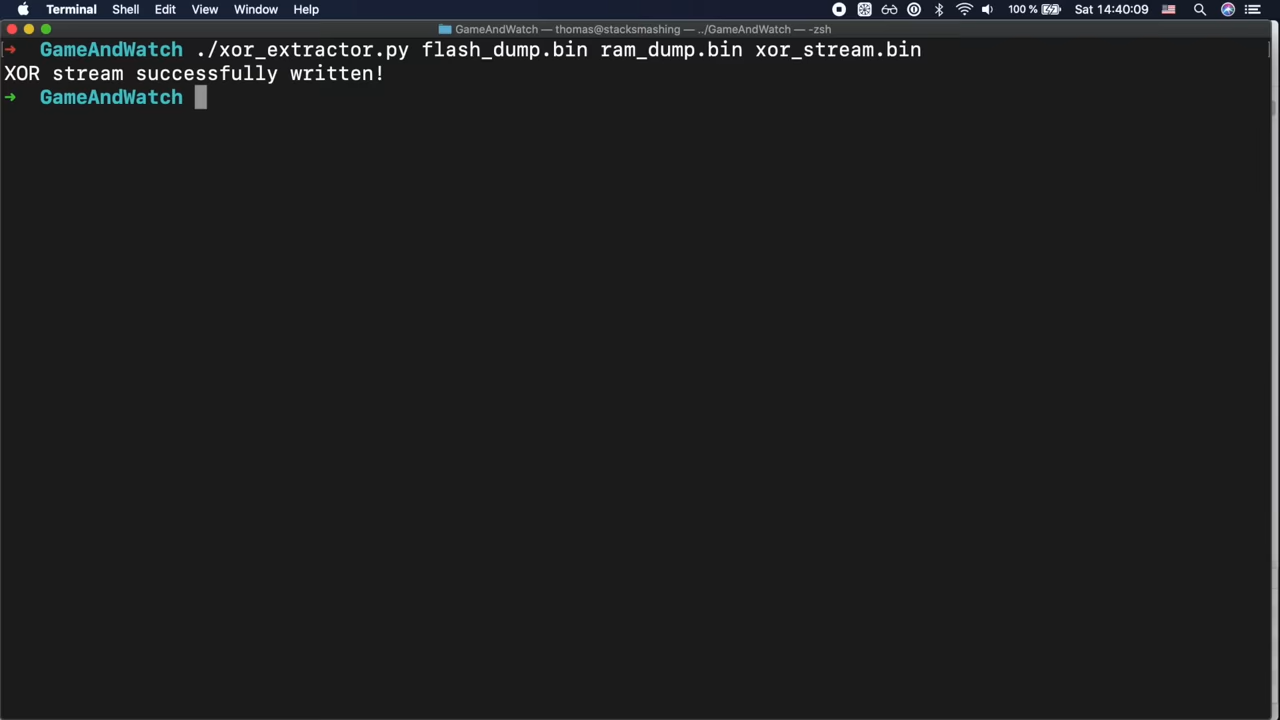 Terminal Shell Edit View Window Help 100 % Sat 14:40:09
GameAndWatch — thomas@stacksmashing — ../GameAndWatch — -zsh
→ GameAndWatch ./xor_extractor.py flash_dump.bin ram_dump.bin xor_stream.bin
XOR stream successfully written!
→ GameAndWatch